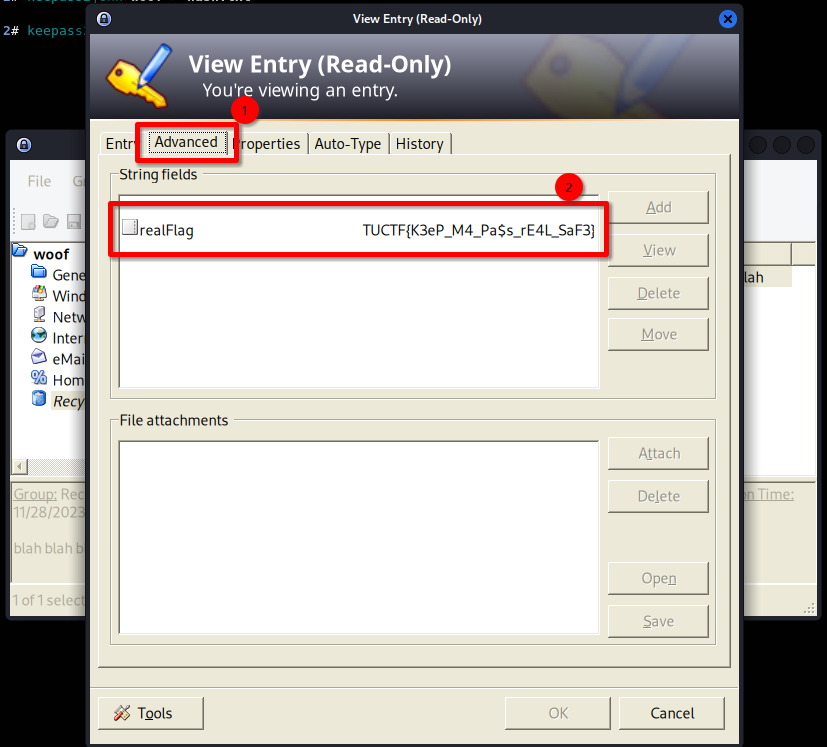 2# keepass
View Entry (Read-Only)
View Entry (Read-Only)
You're viewing an entry.
1
Entry Advanced Properties Auto-Type History
String fields
2
realFlag TUCTF{K3eP_M4_Pa$s_rE4L_SaF3}
Add
View
Delete
Move
File attachments
Attach
Delete
Open
Save
Tools OK Cancel
File
woof
Gene
Wind
Netw
Inter
eMai
Hom
Recy
lah
Group: Rec
on Time:
11/28/2023
blah blah b
1 of 1 select